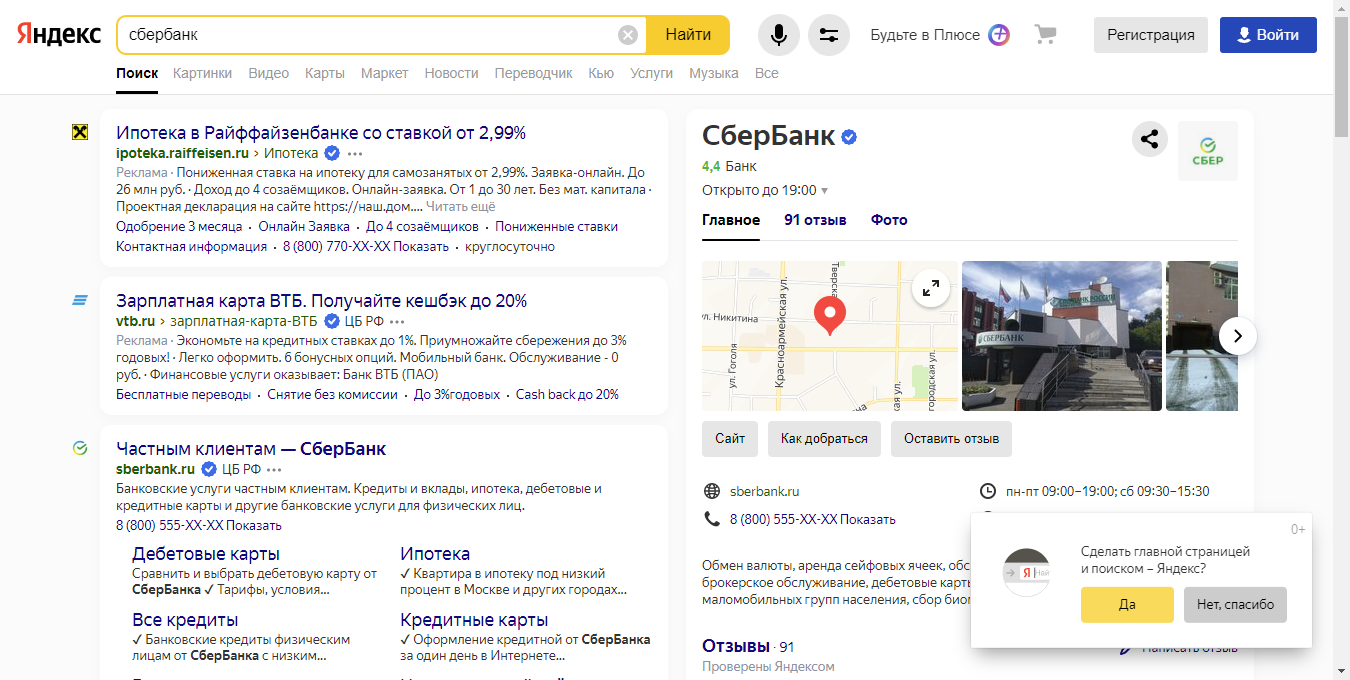 Яндекс
сбербанк
Найти
Будьте в Плюсе
Регистрация
Войти
Поиск Картинки Видео Карты Маркет Новости Переводчик Кью Услуги Музыка Все
Ипотека в Райффайзенбанке со ставкой от 2,99%
ipoteka.raiffeisen.ru › Ипотека
Реклама · Пониженная ставка на ипотеку для самозанятых от 2,99%. Заявка-онлайн. До
26 млн руб. · Доход до 4 созаёмщиков. Онлайн-заявка. От 1 до 30 лет. Без мат. капитала ·
Проектная декларация на сайте https://наш.дом.... Читать ещё
Одобрение 3 месяца · Онлайн Заявка · До 4 созаёмщиков · Пониженные ставки
Контактная информация · 8 (800) 770-XX-XX Показать · круглосуточно
Зарплатная карта ВТБ. Получайте кешбэк до 20%
vtb.ru › зарплатная-карта-ВТБ ЦБ РФ
Реклама · Экономьте на кредитных ставках до 1%. Приумножайте сбережения до 3%
годовых! · Легко оформить. 6 бонусных опций. Мобильный банк. Обслуживание - 0
руб. · Финансовые услуги оказывает: Банк ВТБ (ПАО)
Бесплатные переводы · Снятие без комиссии · До 3%годовых · Cash back до 20%
Частным клиентам — СберБанк
sberbank.ru ЦБ РФ
Банковские услуги частным клиентам. Кредиты и вклады, ипотека, дебетовые и
кредитные карты и другие банковские услуги для физических лиц.
8 (800) 555-XX-XX Показать
Дебетовые карты
Сравнить и выбрать дебетовую карту от
СберБанка ✓ Тарифы, условия...
Ипотека
✓ Квартира в ипотеку под низкий
процент в Москве и других городах...
Все кредиты
✓ Банковские кредиты физическим
лицам от СберБанка с низким...
Кредитные карты
✓ Оформление кредитной от СберБанка
за один день в Интернете...
СберБанк
СБЕР
4,4 Банк
Открыто до 19:00
Главное 91 отзыв Фото
ул. Никитина
Красноармейская ул.
ул. Гоголя
СБЕРБАНК
Сайт
Как добраться
Оставить отзыв
sberbank.ru
пн-пт 09:00–19:00; сб 09:30–15:30
8 (800) 555-XX-XX Показать
Обмен валюты, аренда сейфовых ячеек,
брокерское обслуживание, дебетовые
маломобильных групп населения, сбор
Отзывы · 91
Проверены Яндексом
Написать отзыв
0+
Сделать главной страницей
и поиском – Яндекс?
Я
Да
Нет, спасибо